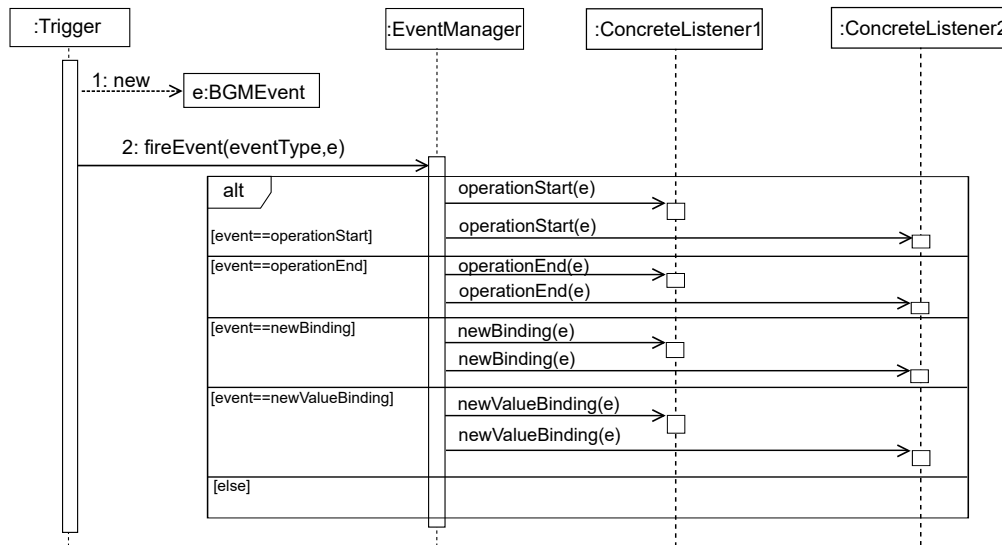 :Trigger
:EventManager
:ConcreteListener1
:ConcreteListener2
1: new
e:BGMEvent
2: fireEvent(eventType,e)
alt
operationStart(e)
operationStart(e)
[event==operationStart]
[event==operationEnd]
operationEnd(e)
operationEnd(e)
[event==newBinding]
newBinding(e)
newBinding(e)
[event==newValueBinding]
newValueBinding(e)
newValueBinding(e)
[else]